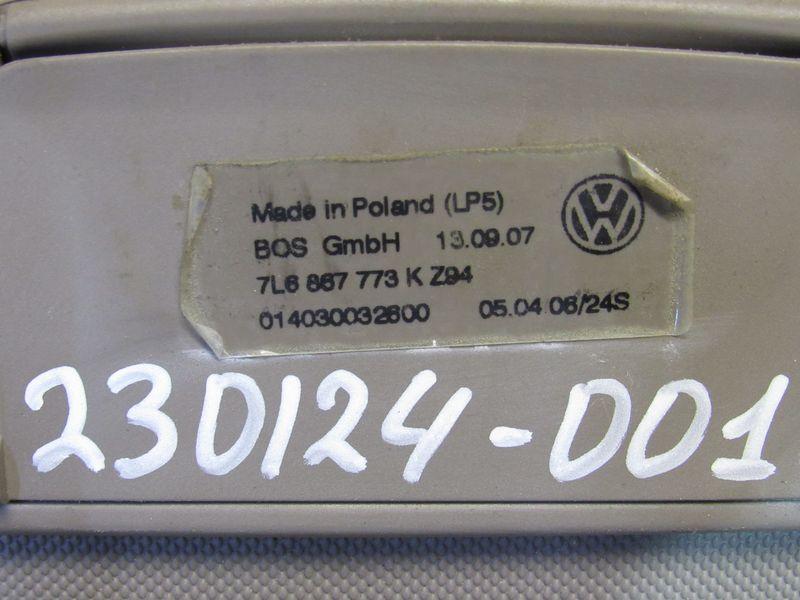 Made in Poland (LP5)
BOS GmbH 13.09.07
7L6 867 773 K Z94
014030032600 05.04.06/24S
230124-001